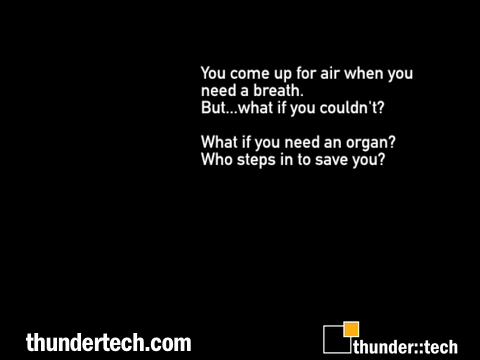 You come up for air when you
need a breath.
But...what if you couldn't?
What if you need an organ?
Who steps in to save you?
thundertech.com
thunder::tech